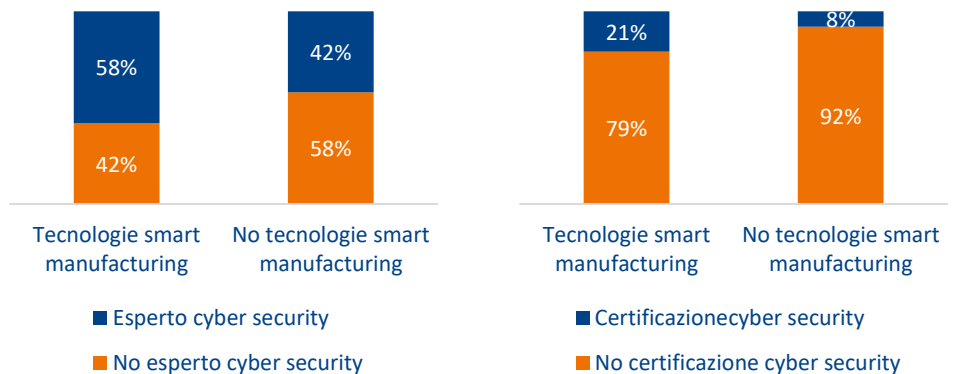 58%
42%
42%
58%
Tecnologie smart
manufacturing
No tecnologie smart
manufacturing
Esperto cyber security
No esperto cyber security
21%
79%
8%
92%
Tecnologie smart
manufacturing
No tecnologie smart
manufacturing
Certificazionecyber security
No certificazione cyber security